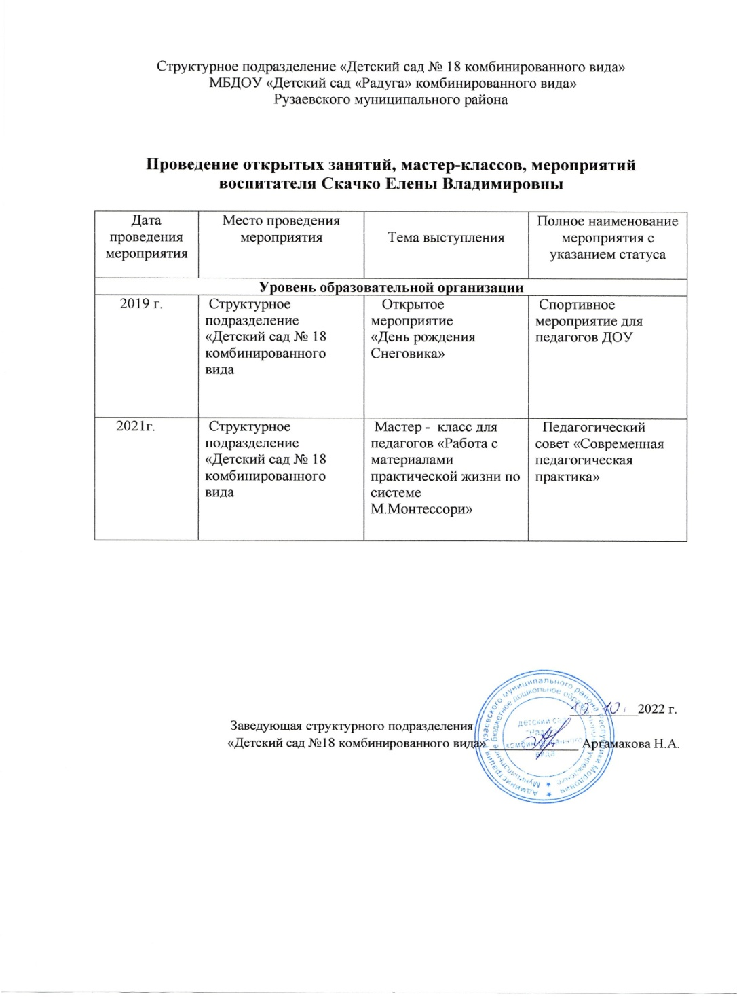 Структурное подразделение «Детский сад № 18 комбинированного вида»
МБДОУ «Детский сад «Радуга» комбинированного вида»
Рузаевского муниципального района
Проведение открытых занятий, мастер-классов, мероприятий
воспитателя Скачко Елены Владимировны
Дата
проведения
мероприятия
Место проведения
мероприятия
Тема выступления
Полное наименование
мероприятия с
указанием статуса
Уровень образовательной организации
2019 г.
Структурное
подразделение
«Детский сад № 18
комбинированного
вида
Открытое
мероприятие
«День рождения
Снеговика»
Спортивное
мероприятие для
педагогов ДОУ
2021г.
Структурное
подразделение
«Детский сад № 18
комбинированного
вида
Мастер - класс для
педагогов «Работа с
материалами
практической жизни по
системе
М.Монтессори»
Педагогический
совет «Современная
педагогическая
практика»
10 2022 г.
Заведующая структурного подразделения
«Детский сад №18 комбинированного вида» Аргамакова Н.А.
Администрация Рузаевского муниципального района Республики Мордовия
Муниципальное бюджетное дошкольное образовательное учреждение
детский сад
"Радуга"
комбинированного
вида